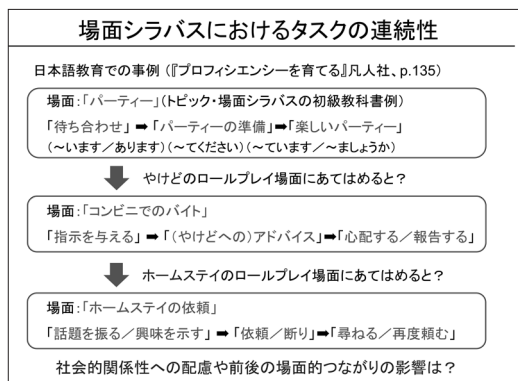 場面シラバスにおけるタスクの連続性
日本語教育での事例(『プロフィシエンシーを育てる』凡人社、p.135)
場面:「パーティー」(トピック・場面シラバスの初級教科書例)
「待ち合わせ」➡「パーティーの準備」➡「楽しいパーティー」
(~います/あります)(~てください)(~ています/~ましょうか)
やけどのロールプレイ場面にあてはめると?
場面:「コンビニでのバイト」
「指示を与える」➡「(やけどへの)アドバイス」➡「心配する/報告する」
ホームステイのロールプレイ場面にあてはめると?
場面:「ホームステイの依頼」
「話題を振る/興味を示す」➡「依頼/断り」➡「尋ねる/再度頼む」
社会的関係性への配慮や前後の場面的つながりの影響は?